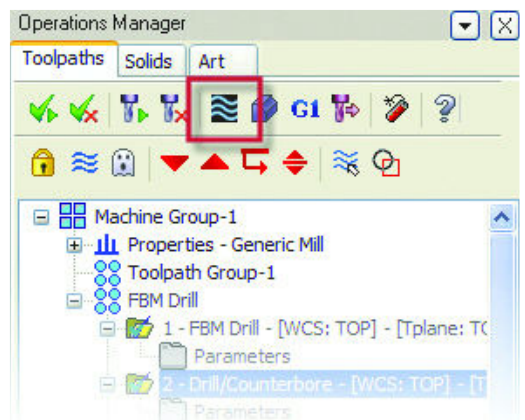 Operations Manager
Toolpaths Solids Art
G1
Machine Group-1
Properties - Generic Mill
Toolpath Group-1
FBM Drill
1 - FBM Drill - [WCS: TOP] - [Tplane: TO
Parameters
2 - Drill/Counterbore - [WCS: TOP] - [T
Parameters